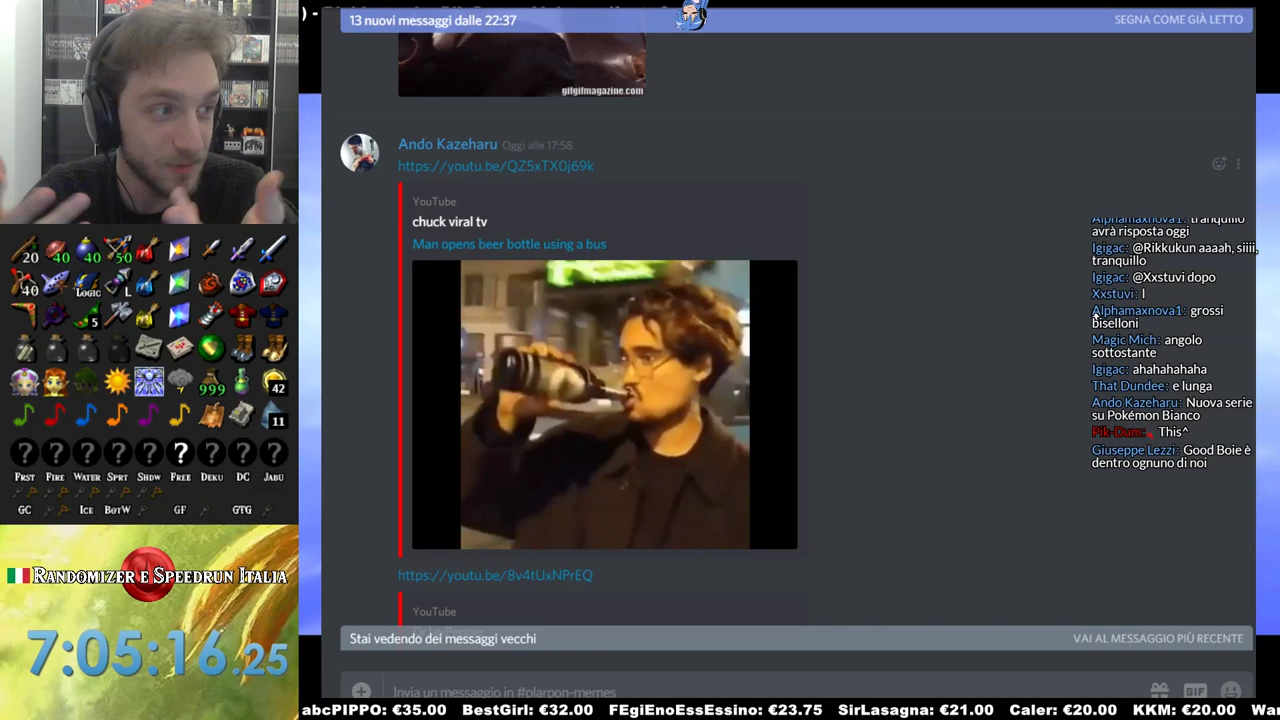 13 nuovi messaggi dalle 22:37
SEGNA COME GIÀ LETTO
gilgilmagazine.com
Ando Kazeharu Oggi alle 17:58
https://youtu.be/QZ5xTX0j69k
YouTube
chuck viral tv
Man opens beer bottle using a bus
https://youtu.be/8v4tUxNPrEQ
YouTube
Stai vedendo dei messaggi vecchi
VAI AL MESSAGGIO PIÙ RECENTE
Invia un messaggio in #plarpon-memes
GIF
Alphamaxnova1: tranquillo
avrà risposta oggi
Igigac: @Rikkukun aaaah, siiii,
tranquillo
Igigac: @Xxstuvi dopo
Xxstuvi: l
Alphamaxnova1: grossi
biselloni
Magic Mich: angolo
sottostante
Igigac: ahahahahaha
That Dundee: e lunga
Ando Kazeharu: Nuova serie
su Pokémon Bianco
Pik-Dum: This^
Giuseppe Lezzi: Good Boie è
dentro ognuno di noi
20 40 40 50
40 LOGIC L
5
999 42
11
? ? ? ? ? ? ? ? ?
FRST FIRE WATER SPRT SHDW FREE DEKU DC JABU
GC ICE BOTW GF GTG
RANDOMIZER E SPEEDRUN ITALIA
7:05:16.25
abcPIPPO: €35.00 BestGirl: €32.00 FEgiEnoEssEssino: €23.75 SirLasagna: €21.00 Caler: €20.00 KKM: €20.00